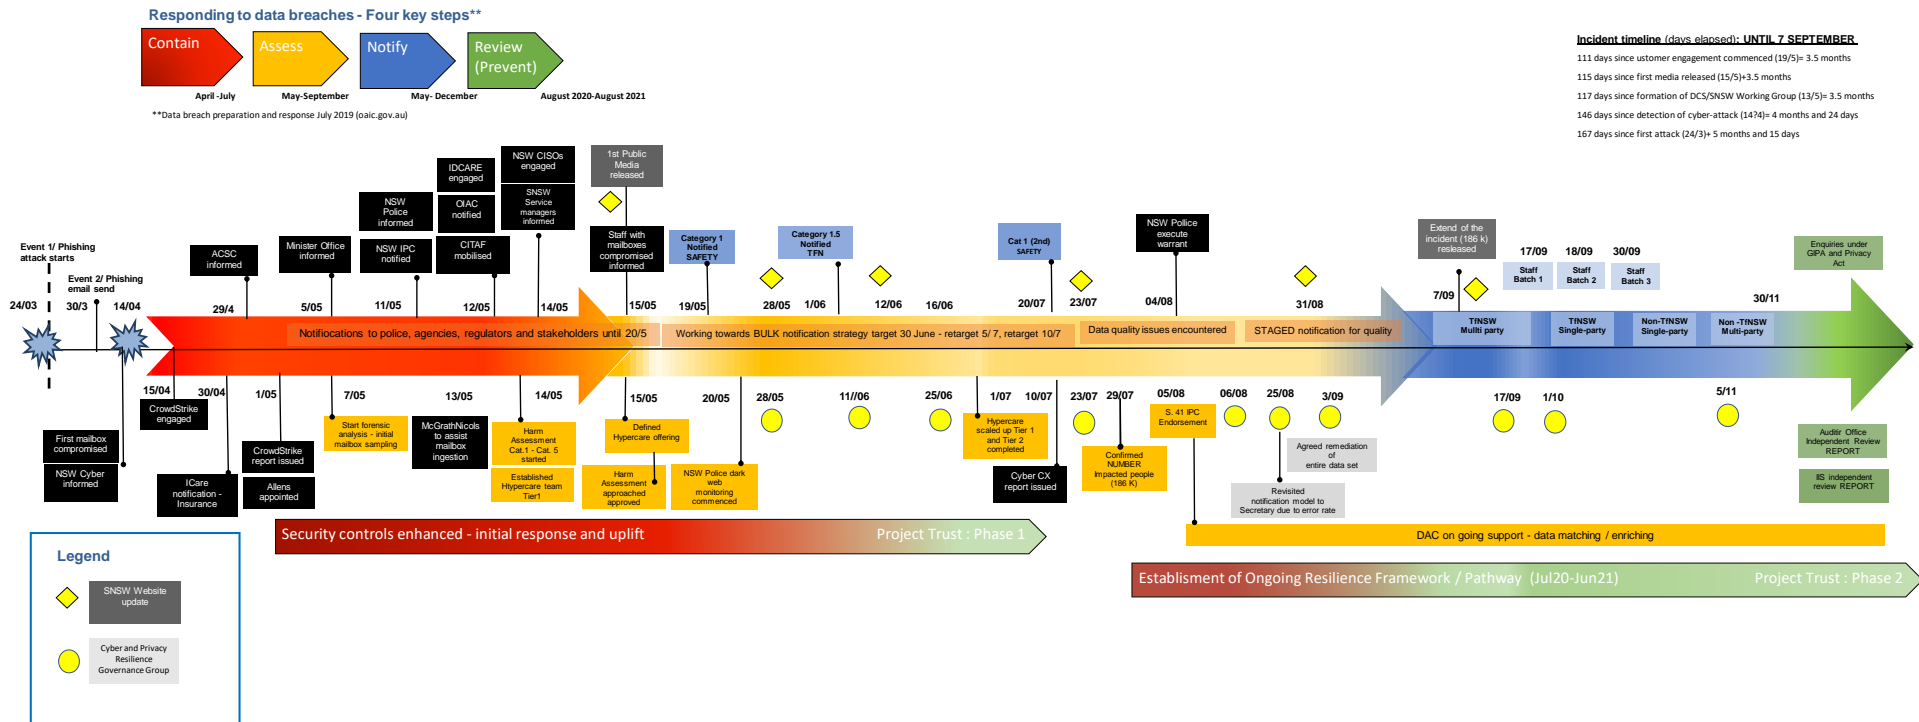 Responding to data breaches - Four key steps**
Contain
Assess
Notify
Review
(Prevent)
April -July
May-September
May- December
August 2020-August 2021
**Data breach preparation and response July 2019 (oaic.gov.au)
Incident timeline (days elapsed): UNTIL 7 SEPTEMBER
111 days since ustomer engagement commenced (19/5)= 3.5 months
115 days since first media released (15/5)+3.5 months
117 days since formation of DCS/SNSW Working Group (13/5)= 3.5 months
146 days since detection of cyber-attack (14?4)= 4 months and 24 days
167 days since first attack (24/3)+ 5 months and 15 days
Event 1/ Phishing
attack starts
24/03
Event 2/ Phishing
email send
30/3
14/04
ACSC
informed
29/4
Minister Office
informed
5/05
NSW
Police
informed
NSW IPC
notified
11/05
IDCARE
engaged
OIAC
notified
CITAF
mobilised
12/05
NSW CISOs
engaged
SNSW
Service
managers
informed
14/05
1st Public
Media
released
Staff with
mailboxes
compromised
informed
15/05
Category 1
Notified
SAFETY
19/05
28/05
Category 1.5
Notified
TFN
1/06
12/06
16/06
Cat 1 (2nd)
SAFETY
20/07
23/07
NSW Pollice
execute
warrant
04/08
31/08
Extend of the
incident (186 k)
resleased
7/09
17/09
Staff
Batch 1
18/09
Staff
Batch 2
30/09
Staff
Batch 3
30/11
Enquiries under
GIPA and Privacy
Act
Notifiocations to police, agencies, regulators and stakeholders until 20/5
Working towards BULK notification strategy target 30 June - retarget 5/ 7, retarget 10/7
Data quality issues encountered
STAGED notification for quality
TfNSW
Mullti party
TfNSW
Single-party
Non-TfNSW
Single-party
Non -TfNSW
Multi-party
First mailbox
compromised
NSW Cyber
informed
15/04
CrowdStrike
engaged
30/04
ICare
notification -
Insurance
1/05
CrowdStrike
report issued
Allens
appointed
7/05
Start forensic
analysis - initial
mailbox sampling
13/05
McGrathNicols
to assist
mailbox
ingestion
14/05
Harm
Assessment
Cat.1 - Cat. 5
started
Established
Htypercare team
Tier1
15/05
Defined
Hypercare offering
Harm
Assessment
approached
approved
20/05
NSW Police dark
web
monitoring
commenced
28/05
11//06
25/06
1/07
Hypercare
scaled up Tier 1
and Tier 2
completed
10/07
Cyber CX
report issued
23/07
29/07
Confirmed
NUMBER
Impacted people
(186 K)
05/08
S. 41 IPC
Endorsement
06/08
25/08
Revisited
notification model to
Secretary due to error rate
3/09
Agreed remediation
of
entire data set
17/09
1/10
5/11
Auditir Office
Independent Review
REPORT
IIS independent
review REPORT
Security controls enhanced - initial response and uplift
Project Trust : Phase 1
DAC on going support - data matching / enriching
Establisment of Ongoing Resilience Framework / Pathway (Jul20-Jun21)
Project Trust : Phase 2
Legend
SNSW Website
update
Cyber and Privacy
Resilience
Governance Group